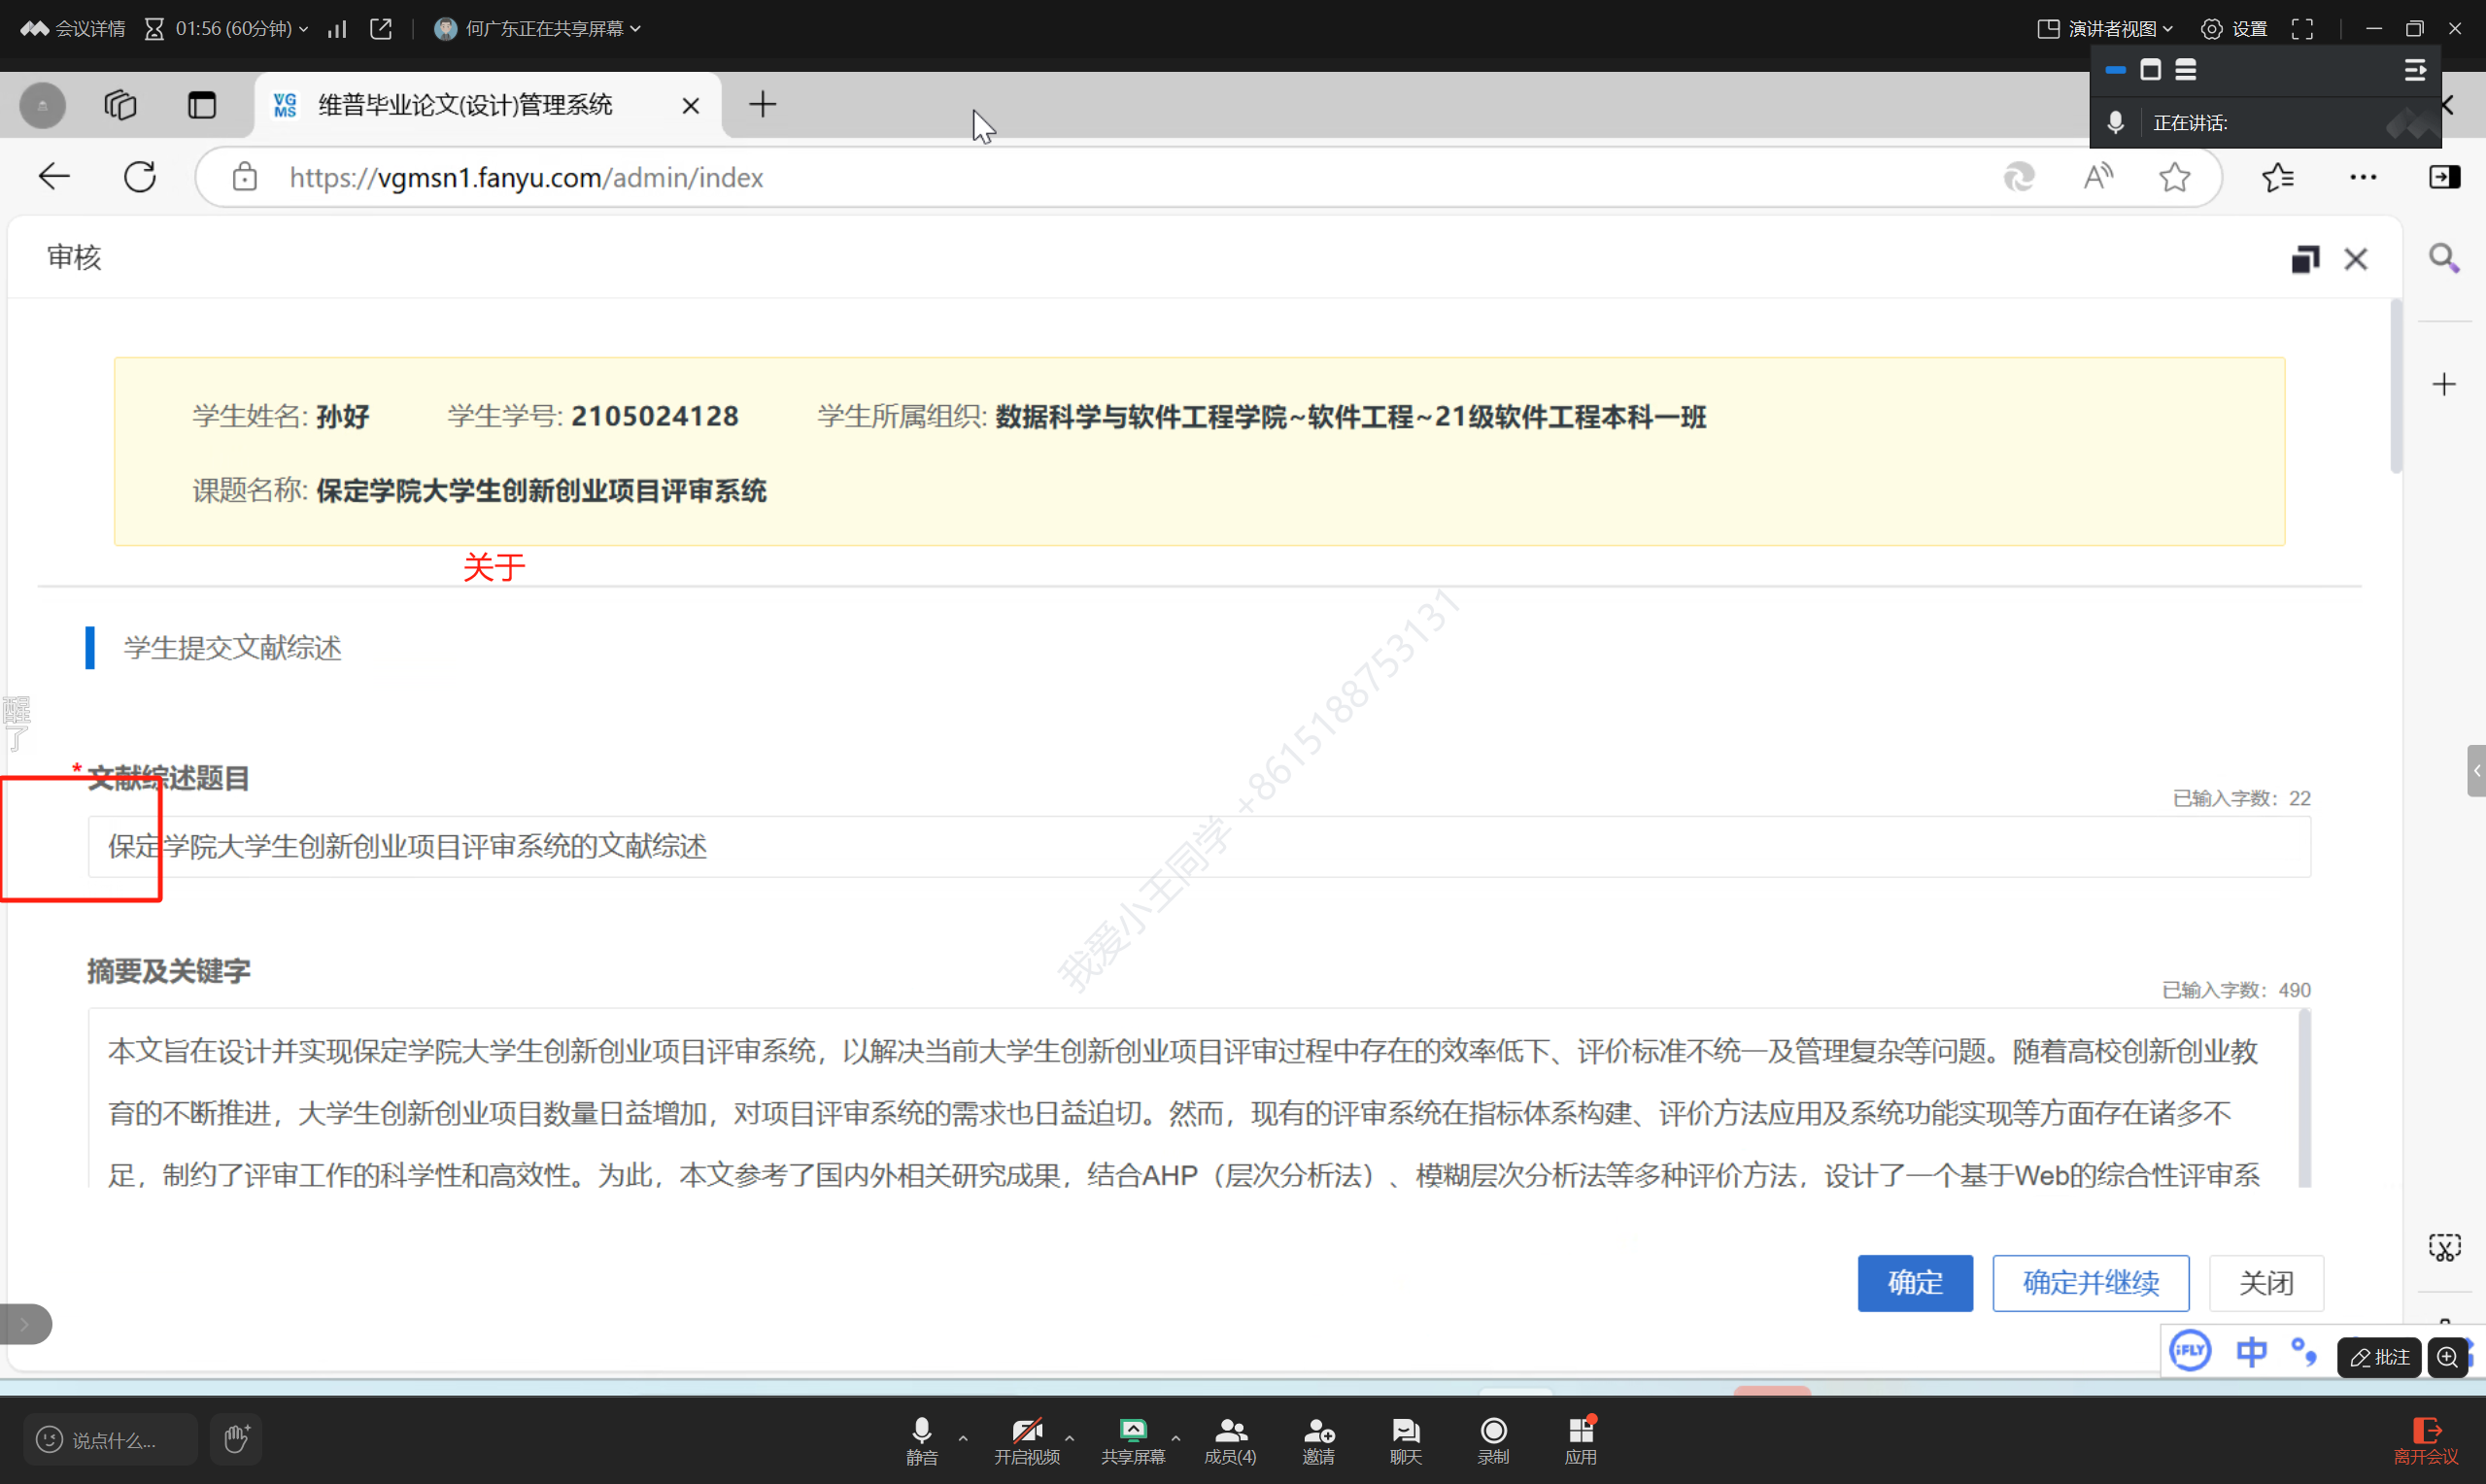 会议详情 01:56 (60分钟) 何广东正在共享屏幕 演讲者视图 设置
维普毕业论文(设计)管理系统
正在讲话:
https://vgmsn1.fanyu.com/admin/index
审核
学生姓名: 孙好 学生学号: 2105024128 学生所属组织: 数据科学与软件工程学院~软件工程~21级软件工程本科一班
课题名称: 保定学院大学生创新创业项目评审系统
关于
学生提交文献综述
醒了
* 文献综述题目
已输入字数: 22
保定学院大学生创新创业项目评审系统的文献综述
我爱小王同学 +8615188753131
摘要及关键字
已输入字数: 490
本文旨在设计并实现保定学院大学生创新创业项目评审系统，以解决当前大学生创新创业项目评审过程中存在的效率低下、评价标准不统一及管理复杂等问题。随着高校创新创业教
育的不断推进，大学生创新创业项目数量日益增加，对项目评审系统的需求也日益迫切。然而，现有的评审系统在指标体系构建、评价方法应用及系统功能实现等方面存在诸多不
足，制约了评审工作的科学性和高效性。为此，本文参考了国内外相关研究成果，结合AHP（层次分析法）、模糊层次分析法等多种评价方法，设计了一个基于Web的综合性评审系
确定 确定并继续 关闭
iFLY 中 批注
说点什么... 静音 开启视频 共享屏幕 成员(4) 邀请 聊天 录制 应用 离开会议